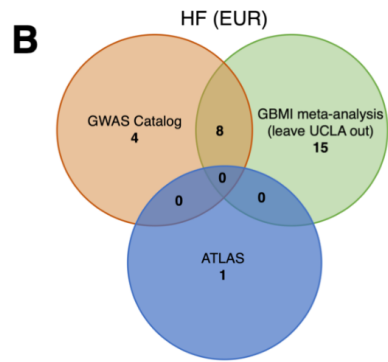 B
HF (EUR)
GWAS Catalog
4
8
GBMI meta-analysis
(leave UCLA out)
15
0
0
0
ATLAS
1